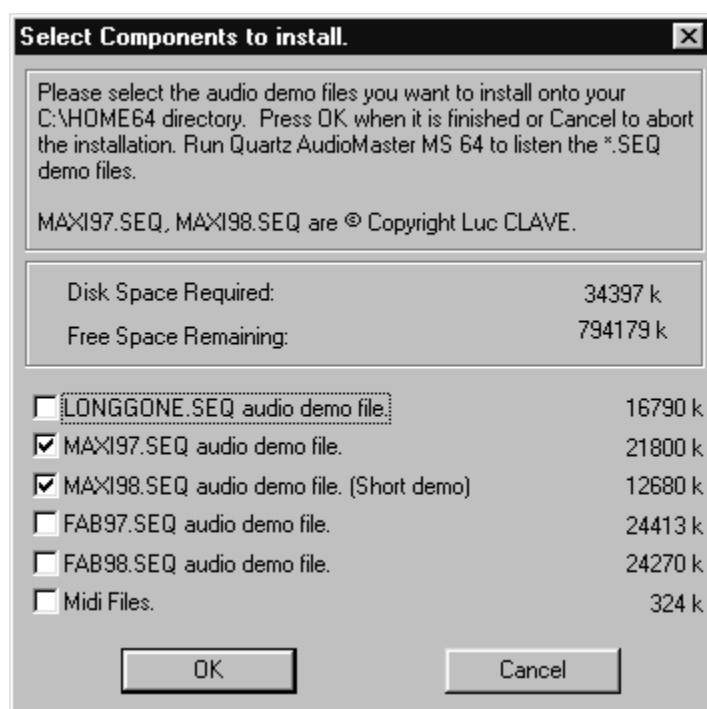 Select Components to install.
Please select the audio demo files you want to install onto your
C:\HOME64 directory.  Press OK when it is finished or Cancel to abort
the installation. Run Quartz AudioMaster MS 64 to listen the *.SEQ
demo files.
MAXI97.SEQ, MAXI98.SEQ are © Copyright Luc CLAVE.
Disk Space Required: 34397 k
Free Space Remaining: 794179 k
LONGGONE.SEQ audio demo file. 16790 k
MAXI97.SEQ audio demo file. 21800 k
MAXI98.SEQ audio demo file. (Short demo) 12680 k
FAB97.SEQ audio demo file. 24413 k
FAB98.SEQ audio demo file. 24270 k
Midi Files. 324 k
OK Cancel